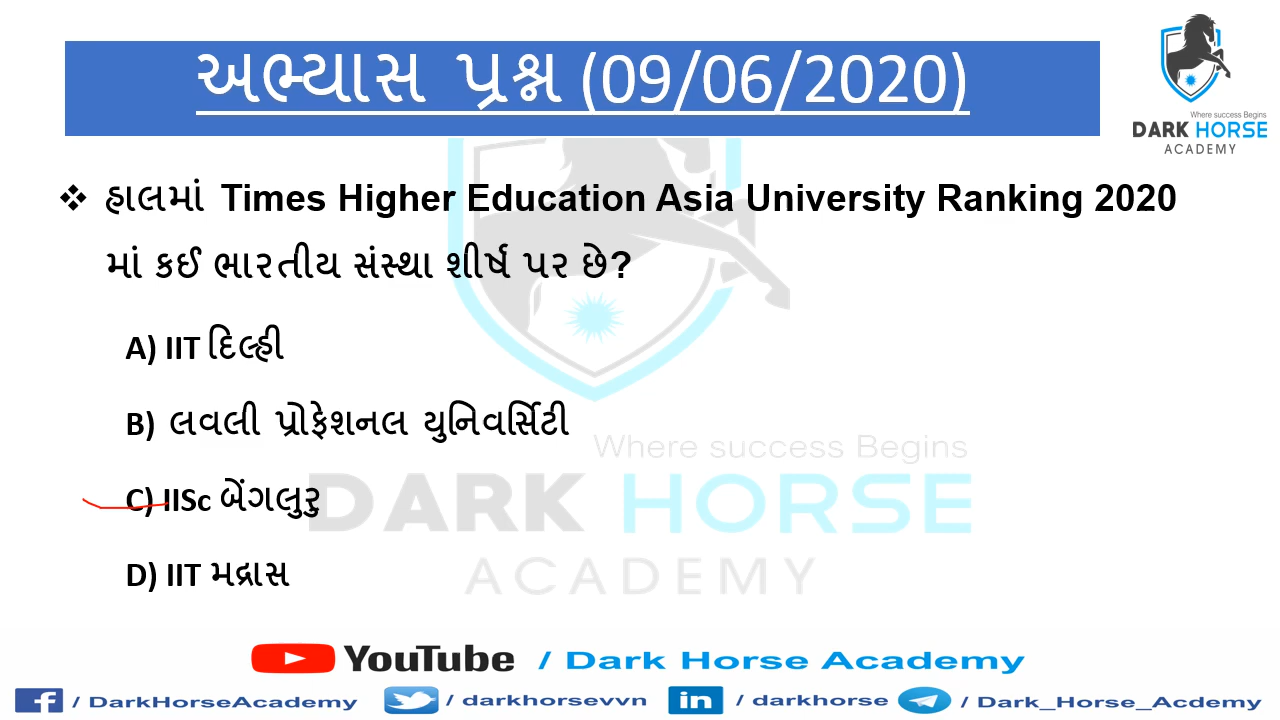 અભ્યાસ પ્રશ્ન (09/06/2020)
Where success Begins
DARK HORSE
ACADEMY
❖ હાલમાં Times Higher Education Asia University Ranking 2020
માં કઈ ભારતીય સંસ્થા શીર્ષ પર છે?
A) IIT દિલ્હી
B) લવલી પ્રોફેશનલ યુનિવર્સિટી
Where success Begins
C) IISc બેંગલુરુ
DARK HORSE
D) IIT મદ્રાસ
ACADEMY
YouTube / Dark Horse Academy
/ DarkHorseAcademy / darkhorsevvn / darkhorse / Dark_Horse_Acdemy